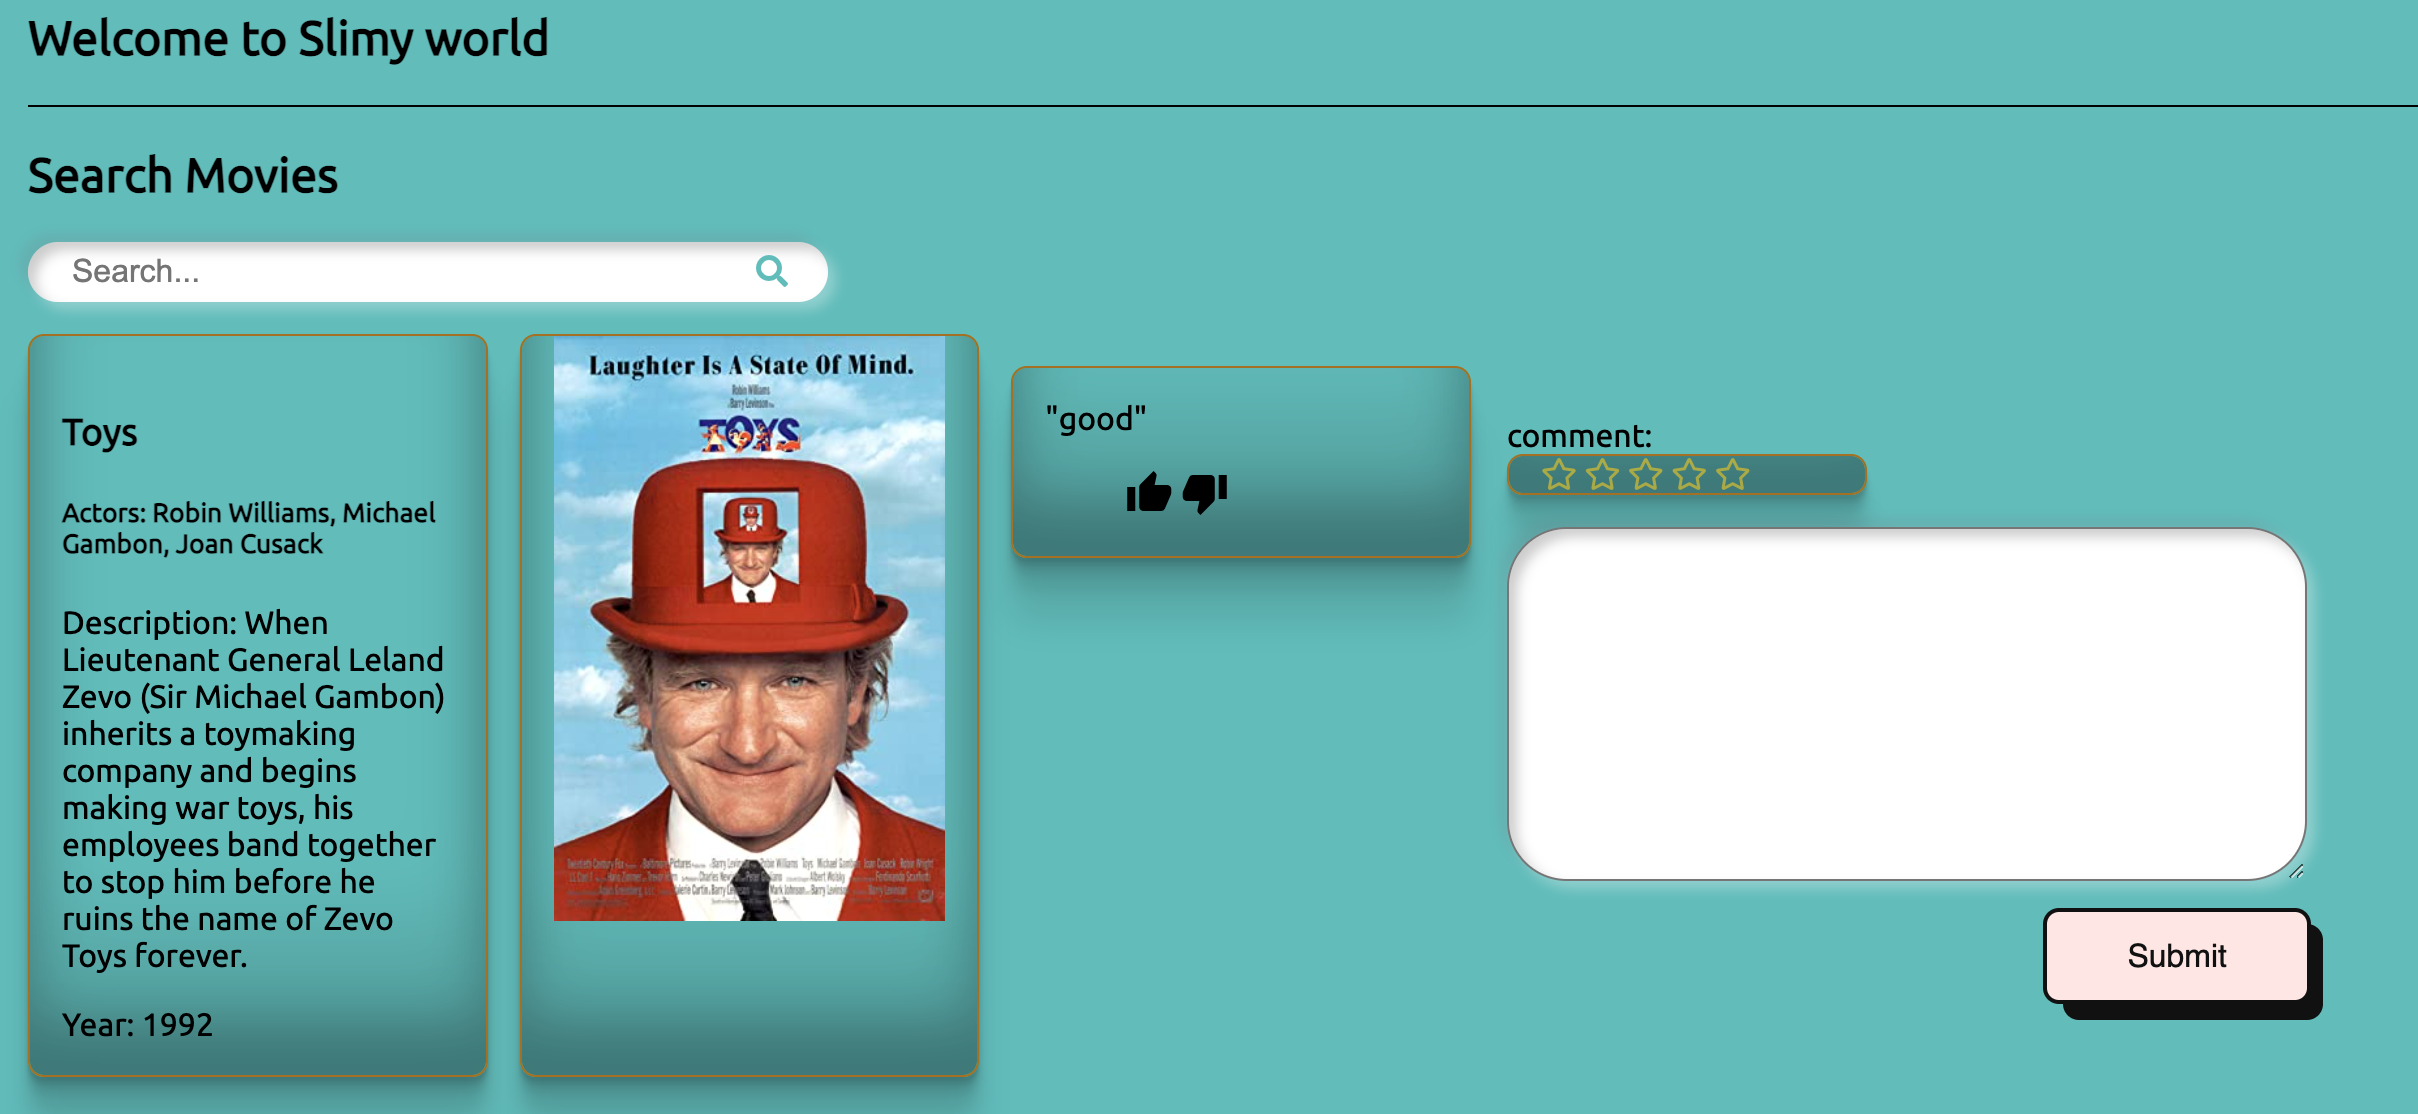 Welcome to Slimy world
Search Movies
Search...
Toys
Actors: Robin Williams, Michael
Gambon, Joan Cusack
Description: When
Lieutenant General Leland
Zevo (Sir Michael Gambon)
inherits a toymaking
company and begins
making war toys, his
employees band together
to stop him before he
ruins the name of Zevo
Toys forever.
Year: 1992
Laughter Is A State Of Mind.
Robin Williams
Barry Levinson
TOYS
"good"
comment:
Submit